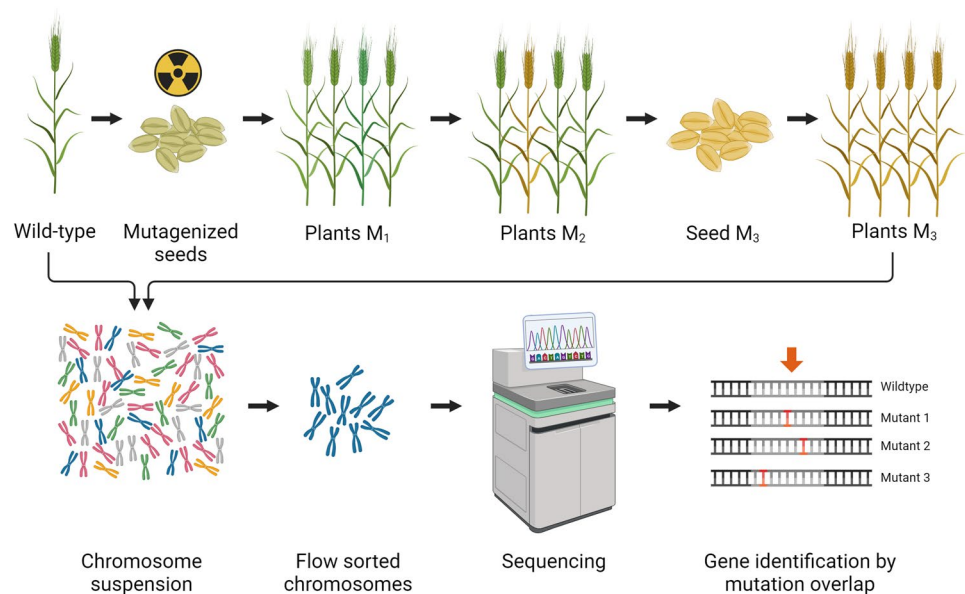 Wild-type
Mutagenized
seeds
Plants M₁
Plants M₂
Seed M₃
Plants M₃
Wildtype
Mutant 1
Mutant 2
Mutant 3
Chromosome
suspension
Flow sorted
chromosomes
Sequencing
Gene identification by
mutation overlap